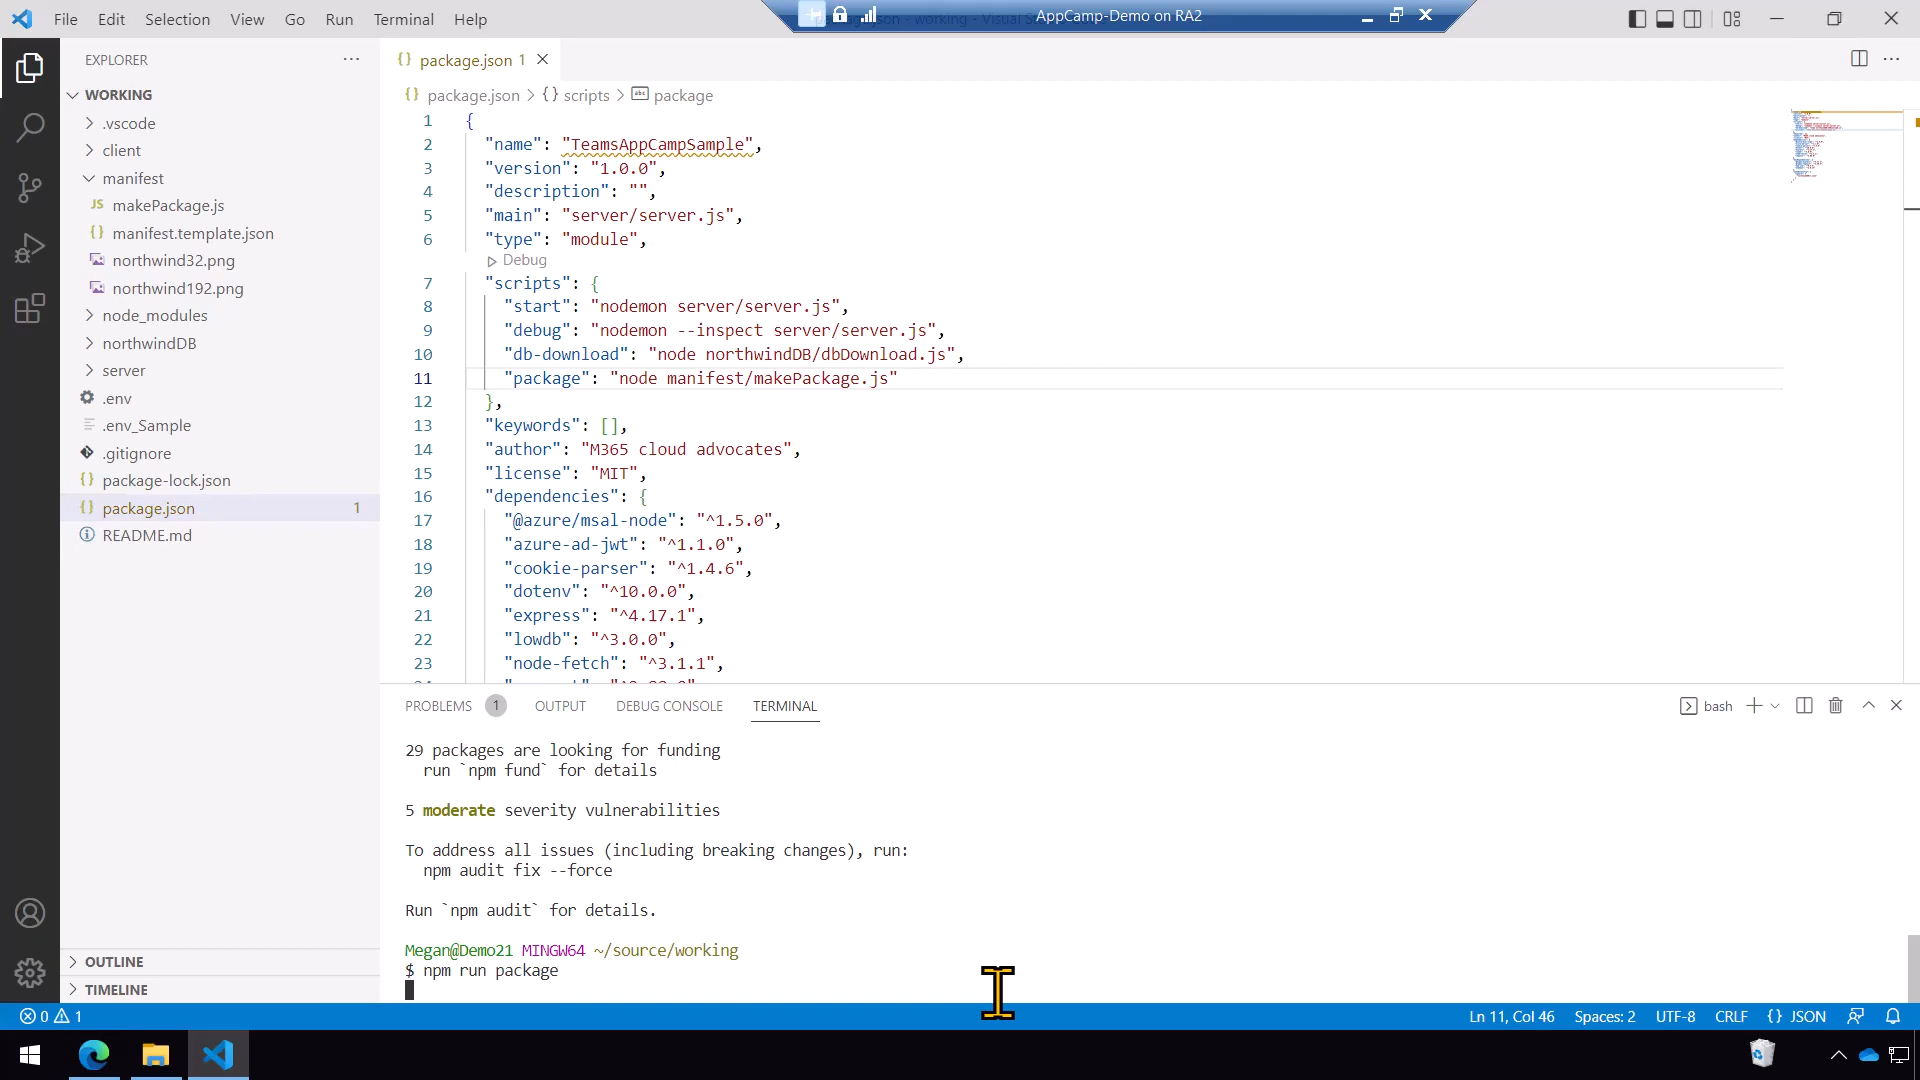 File Edit Selection View Go Run Terminal Help
AppCamp-Demo on RA2
EXPLORER
WORKING
.vscode
client
manifest
JS makePackage.js
{} manifest.template.json
northwind32.png
northwind192.png
node_modules
northwindDB
server
.env
.env_Sample
.gitignore
{} package-lock.json
{} package.json 1
README.md
OUTLINE
TIMELINE
{} package.json 1
{} package.json > {} scripts > abc package
1 {
2 "name": "TeamsAppCampSample",
3 "version": "1.0.0",
4 "description": "",
5 "main": "server/server.js",
6 "type": "module",
Debug
7 "scripts": {
8 "start": "nodemon server/server.js",
9 "debug": "nodemon --inspect server/server.js",
10 "db-download": "node northwindDB/dbDownload.js",
11 "package": "node manifest/makePackage.js"
12 },
13 "keywords": [],
14 "author": "M365 cloud advocates",
15 "license": "MIT",
16 "dependencies": {
17 "@azure/msal-node": "^1.5.0",
18 "azure-ad-jwt": "^1.1.0",
19 "cookie-parser": "^1.4.6",
20 "dotenv": "^10.0.0",
21 "express": "^4.17.1",
22 "lowdb": "^3.0.0",
23 "node-fetch": "^3.1.1",
PROBLEMS 1 OUTPUT DEBUG CONSOLE TERMINAL
bash
29 packages are looking for funding
run `npm fund` for details
5 moderate severity vulnerabilities
To address all issues (including breaking changes), run:
npm audit fix --force
Run `npm audit` for details.
Megan@Demo21 MINGW64 ~/source/working
$ npm run package
0 1
Ln 11, Col 46 Spaces: 2 UTF-8 CRLF {} JSON